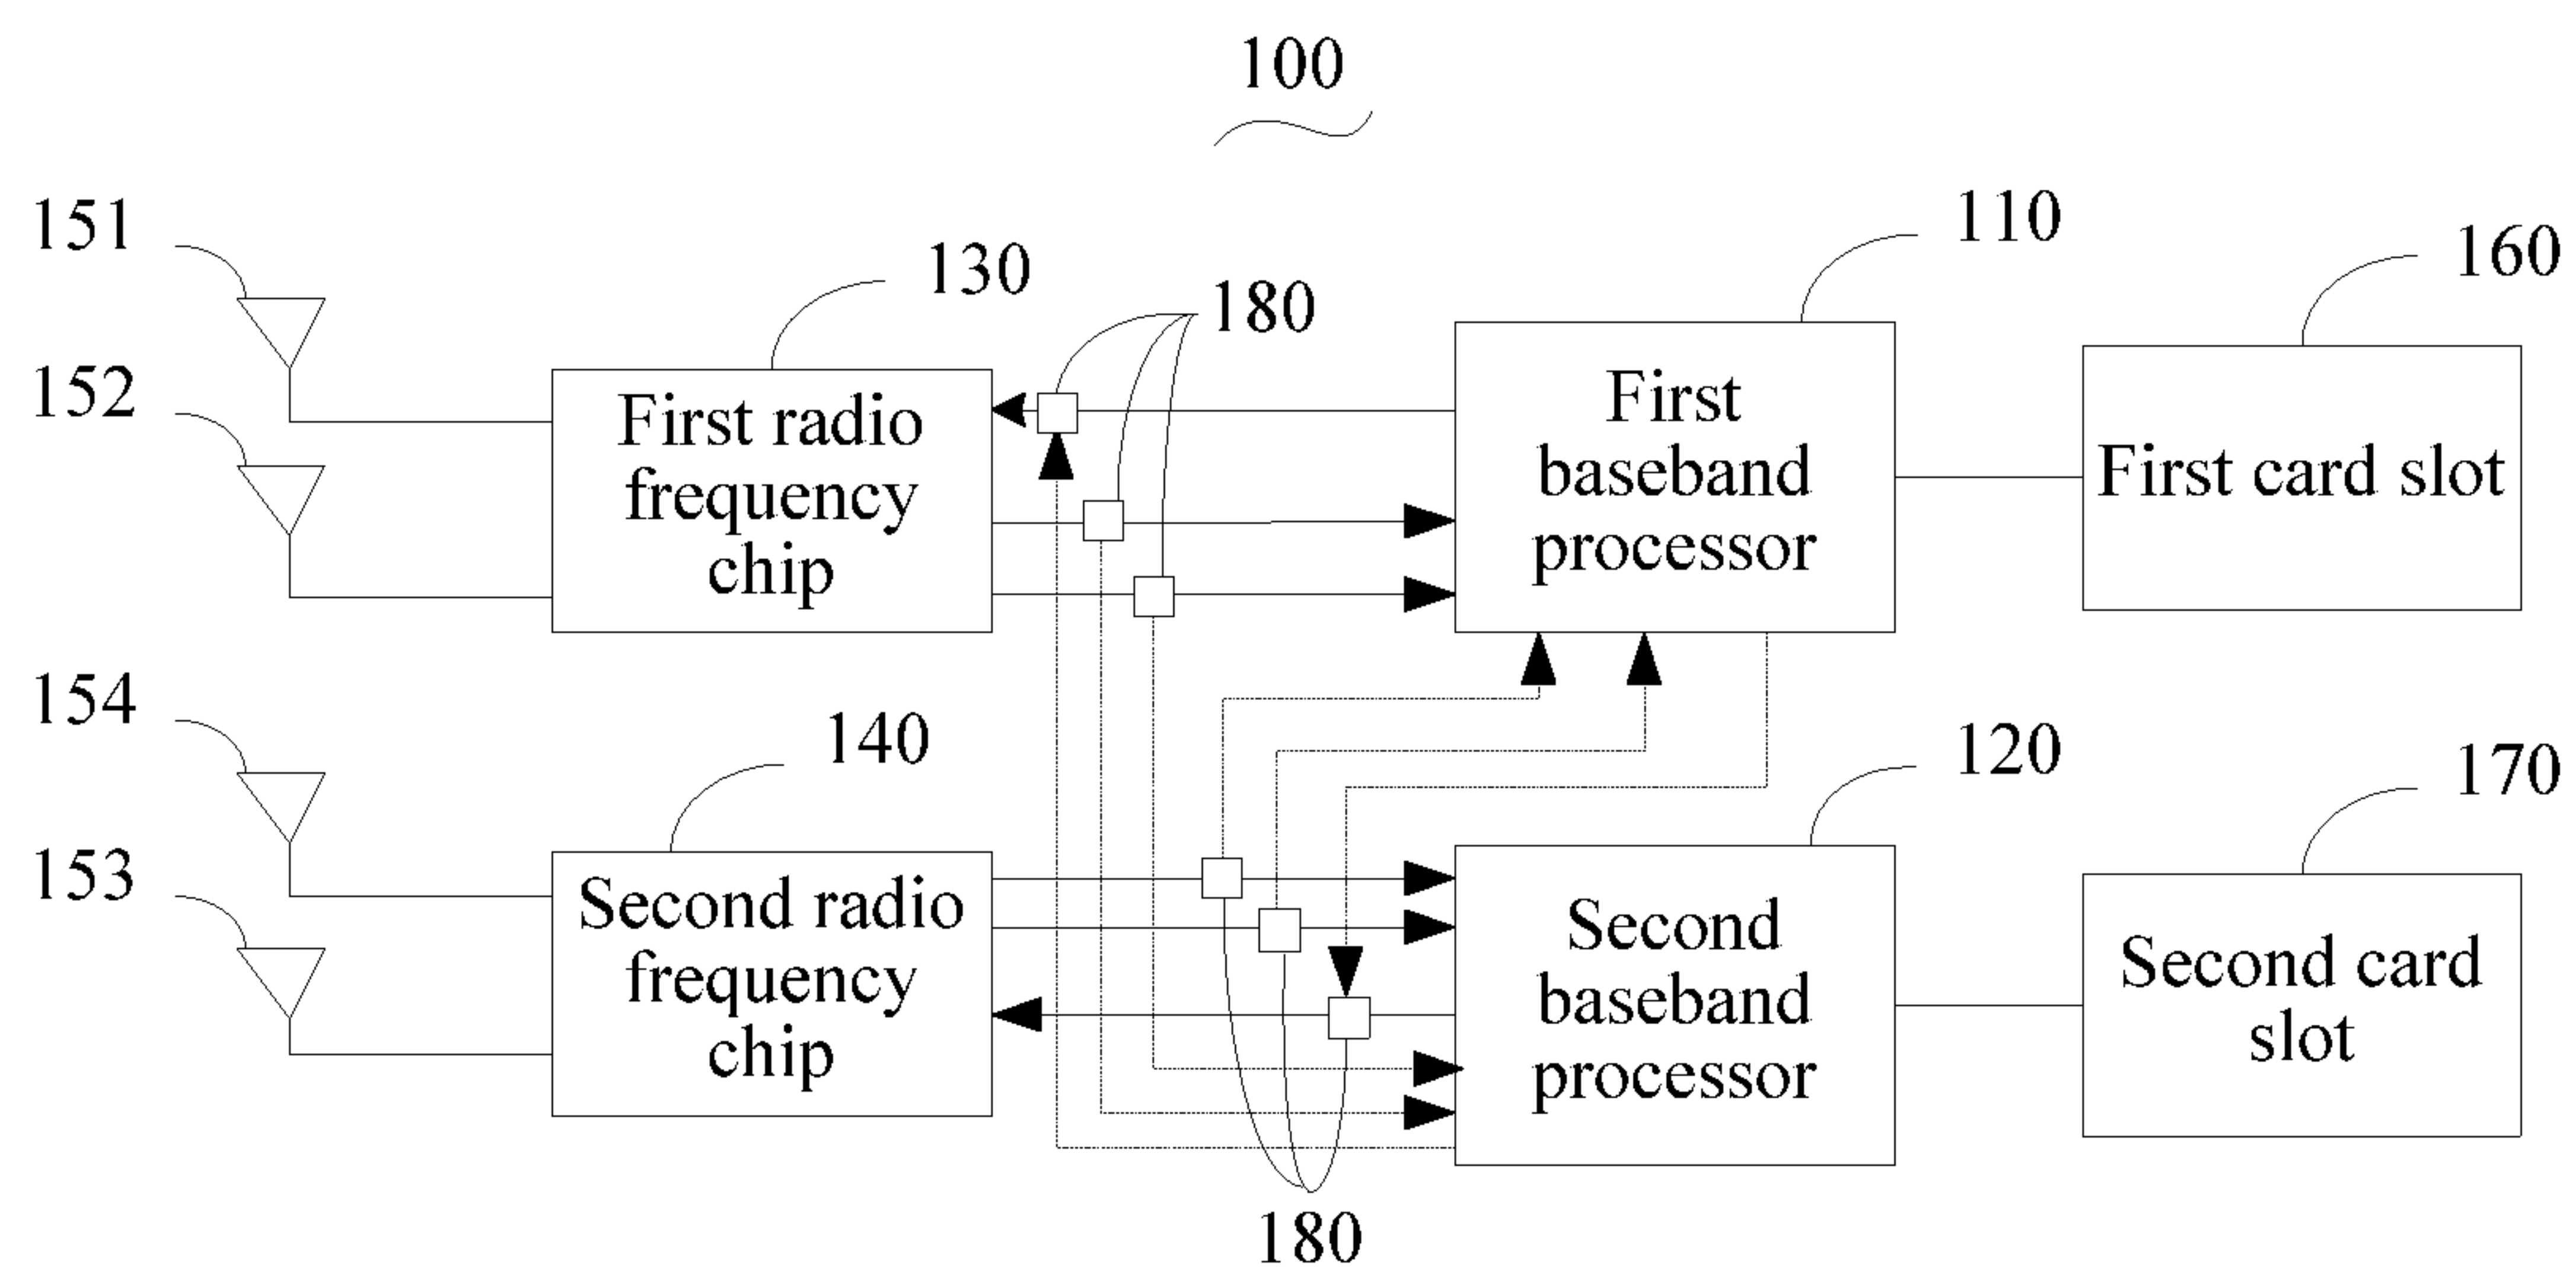 100
151
130
180
110
160
152
First radio
frequency
chip
First
baseband
processor
First card slot
154
140
120
170
153
Second radio
frequency
chip
Second
baseband
processor
Second card
slot
180